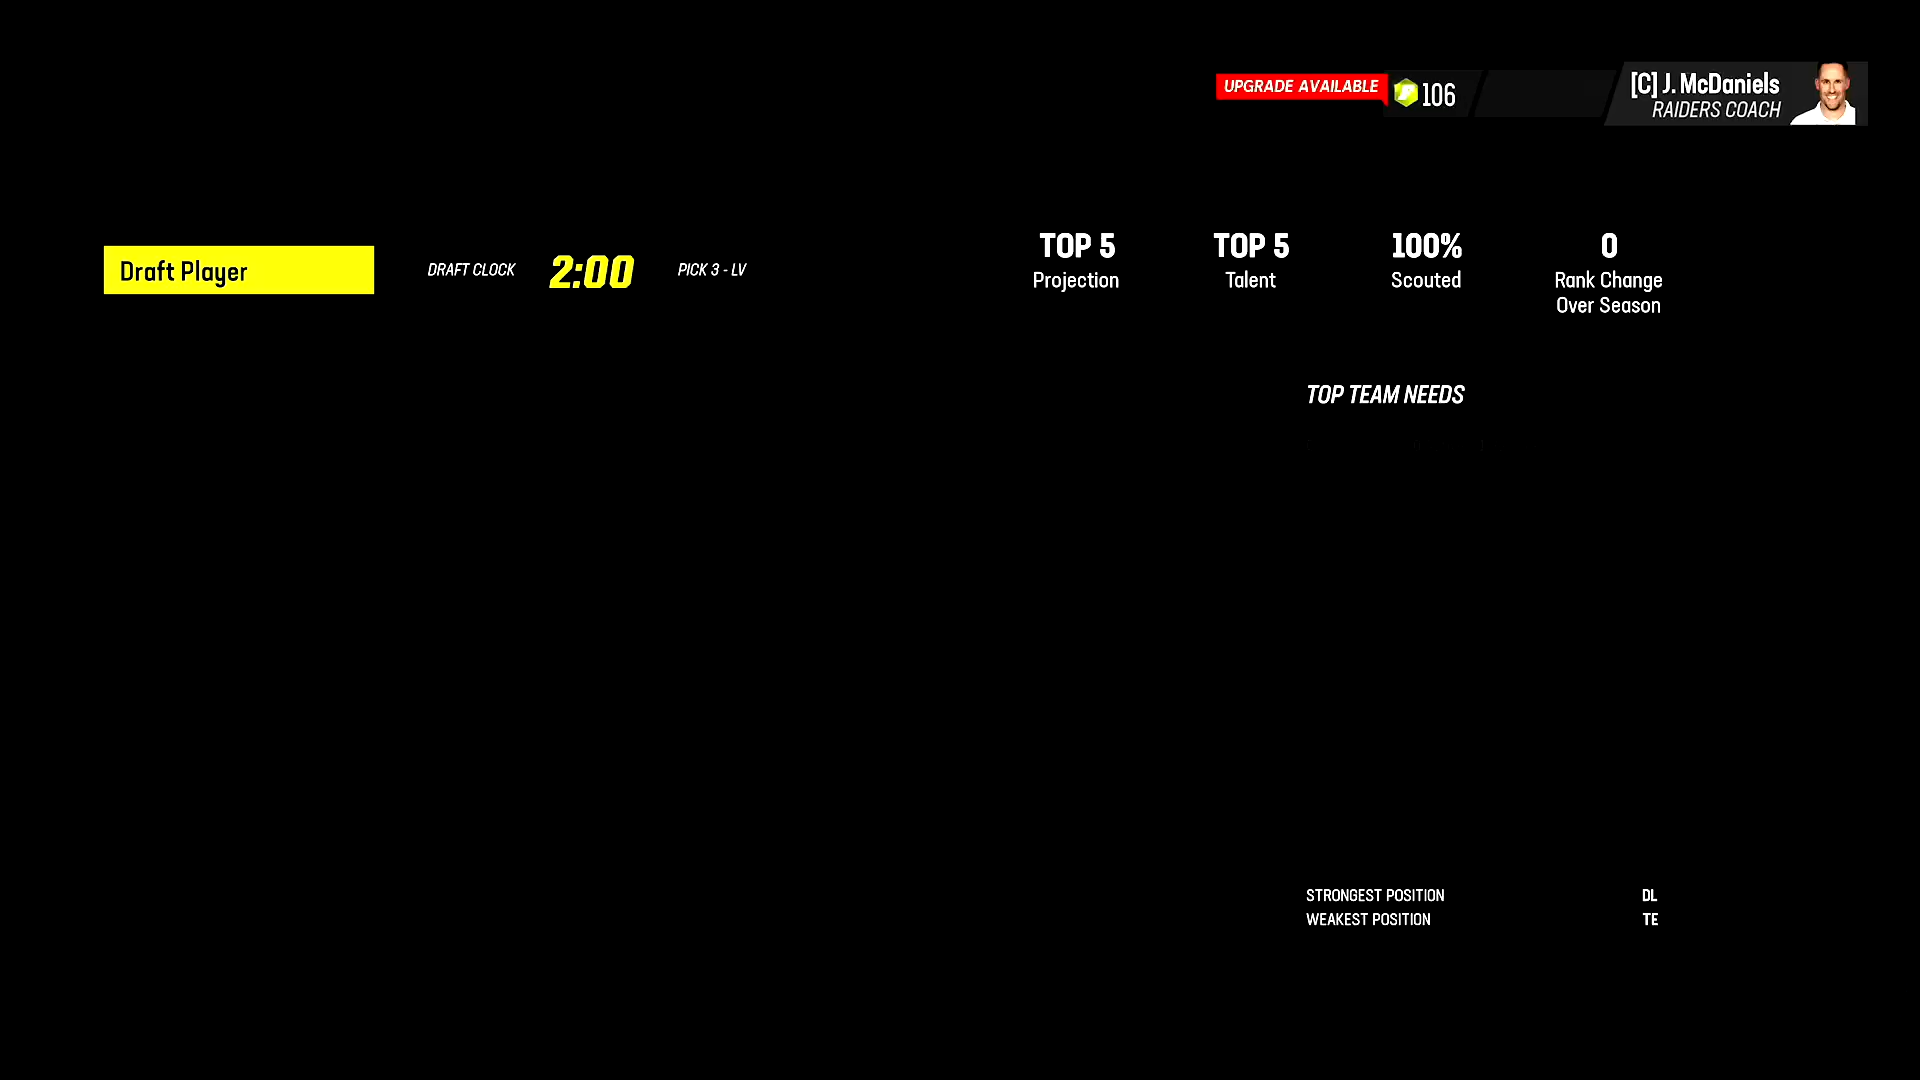 UPGRADE AVAILABLE
106
[C] J. McDaniels
RAIDERS COACH
Draft Player
DRAFT CLOCK
2:00
PICK 3 - LV
TOP 5
Projection
TOP 5
Talent
100%
Scouted
0
Rank Change
Over Season
TOP TEAM NEEDS
STRONGEST POSITION DL
WEAKEST POSITION TE